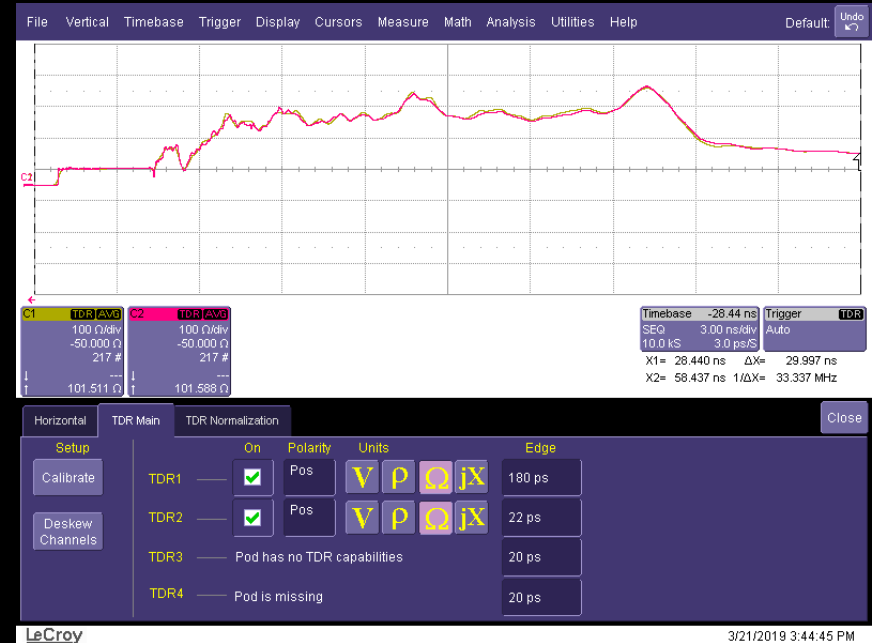 File Vertical Timebase Trigger Display Cursors Measure Math Analysis Utilities Help Default: Undo
C2
C1 TDR AVG C2 TDR AVG
100 Ω/div 100 Ω/div
-50.000 Ω -50.000 Ω
217 # 217 #
--- ---
101.511 Ω 101.588 Ω
Timebase -28.44 ns Trigger TDR
SEQ 3.00 ns/div Auto
10.0 kS 3.0 ps/S
X1= 28.440 ns ΔX= 29.997 ns
X2= 58.437 ns 1/ΔX= 33.337 MHz
Horizontal TDR Main TDR Normalization Close
Setup On Polarity Units Edge
Calibrate TDR1 Pos V ρ Ω jX 180 ps
Deskew Channels TDR2 Pos V ρ Ω jX 22 ps
TDR3 Pod has no TDR capabilities 20 ps
TDR4 Pod is missing 20 ps
LeCroy 3/21/2019 3:44:45 PM